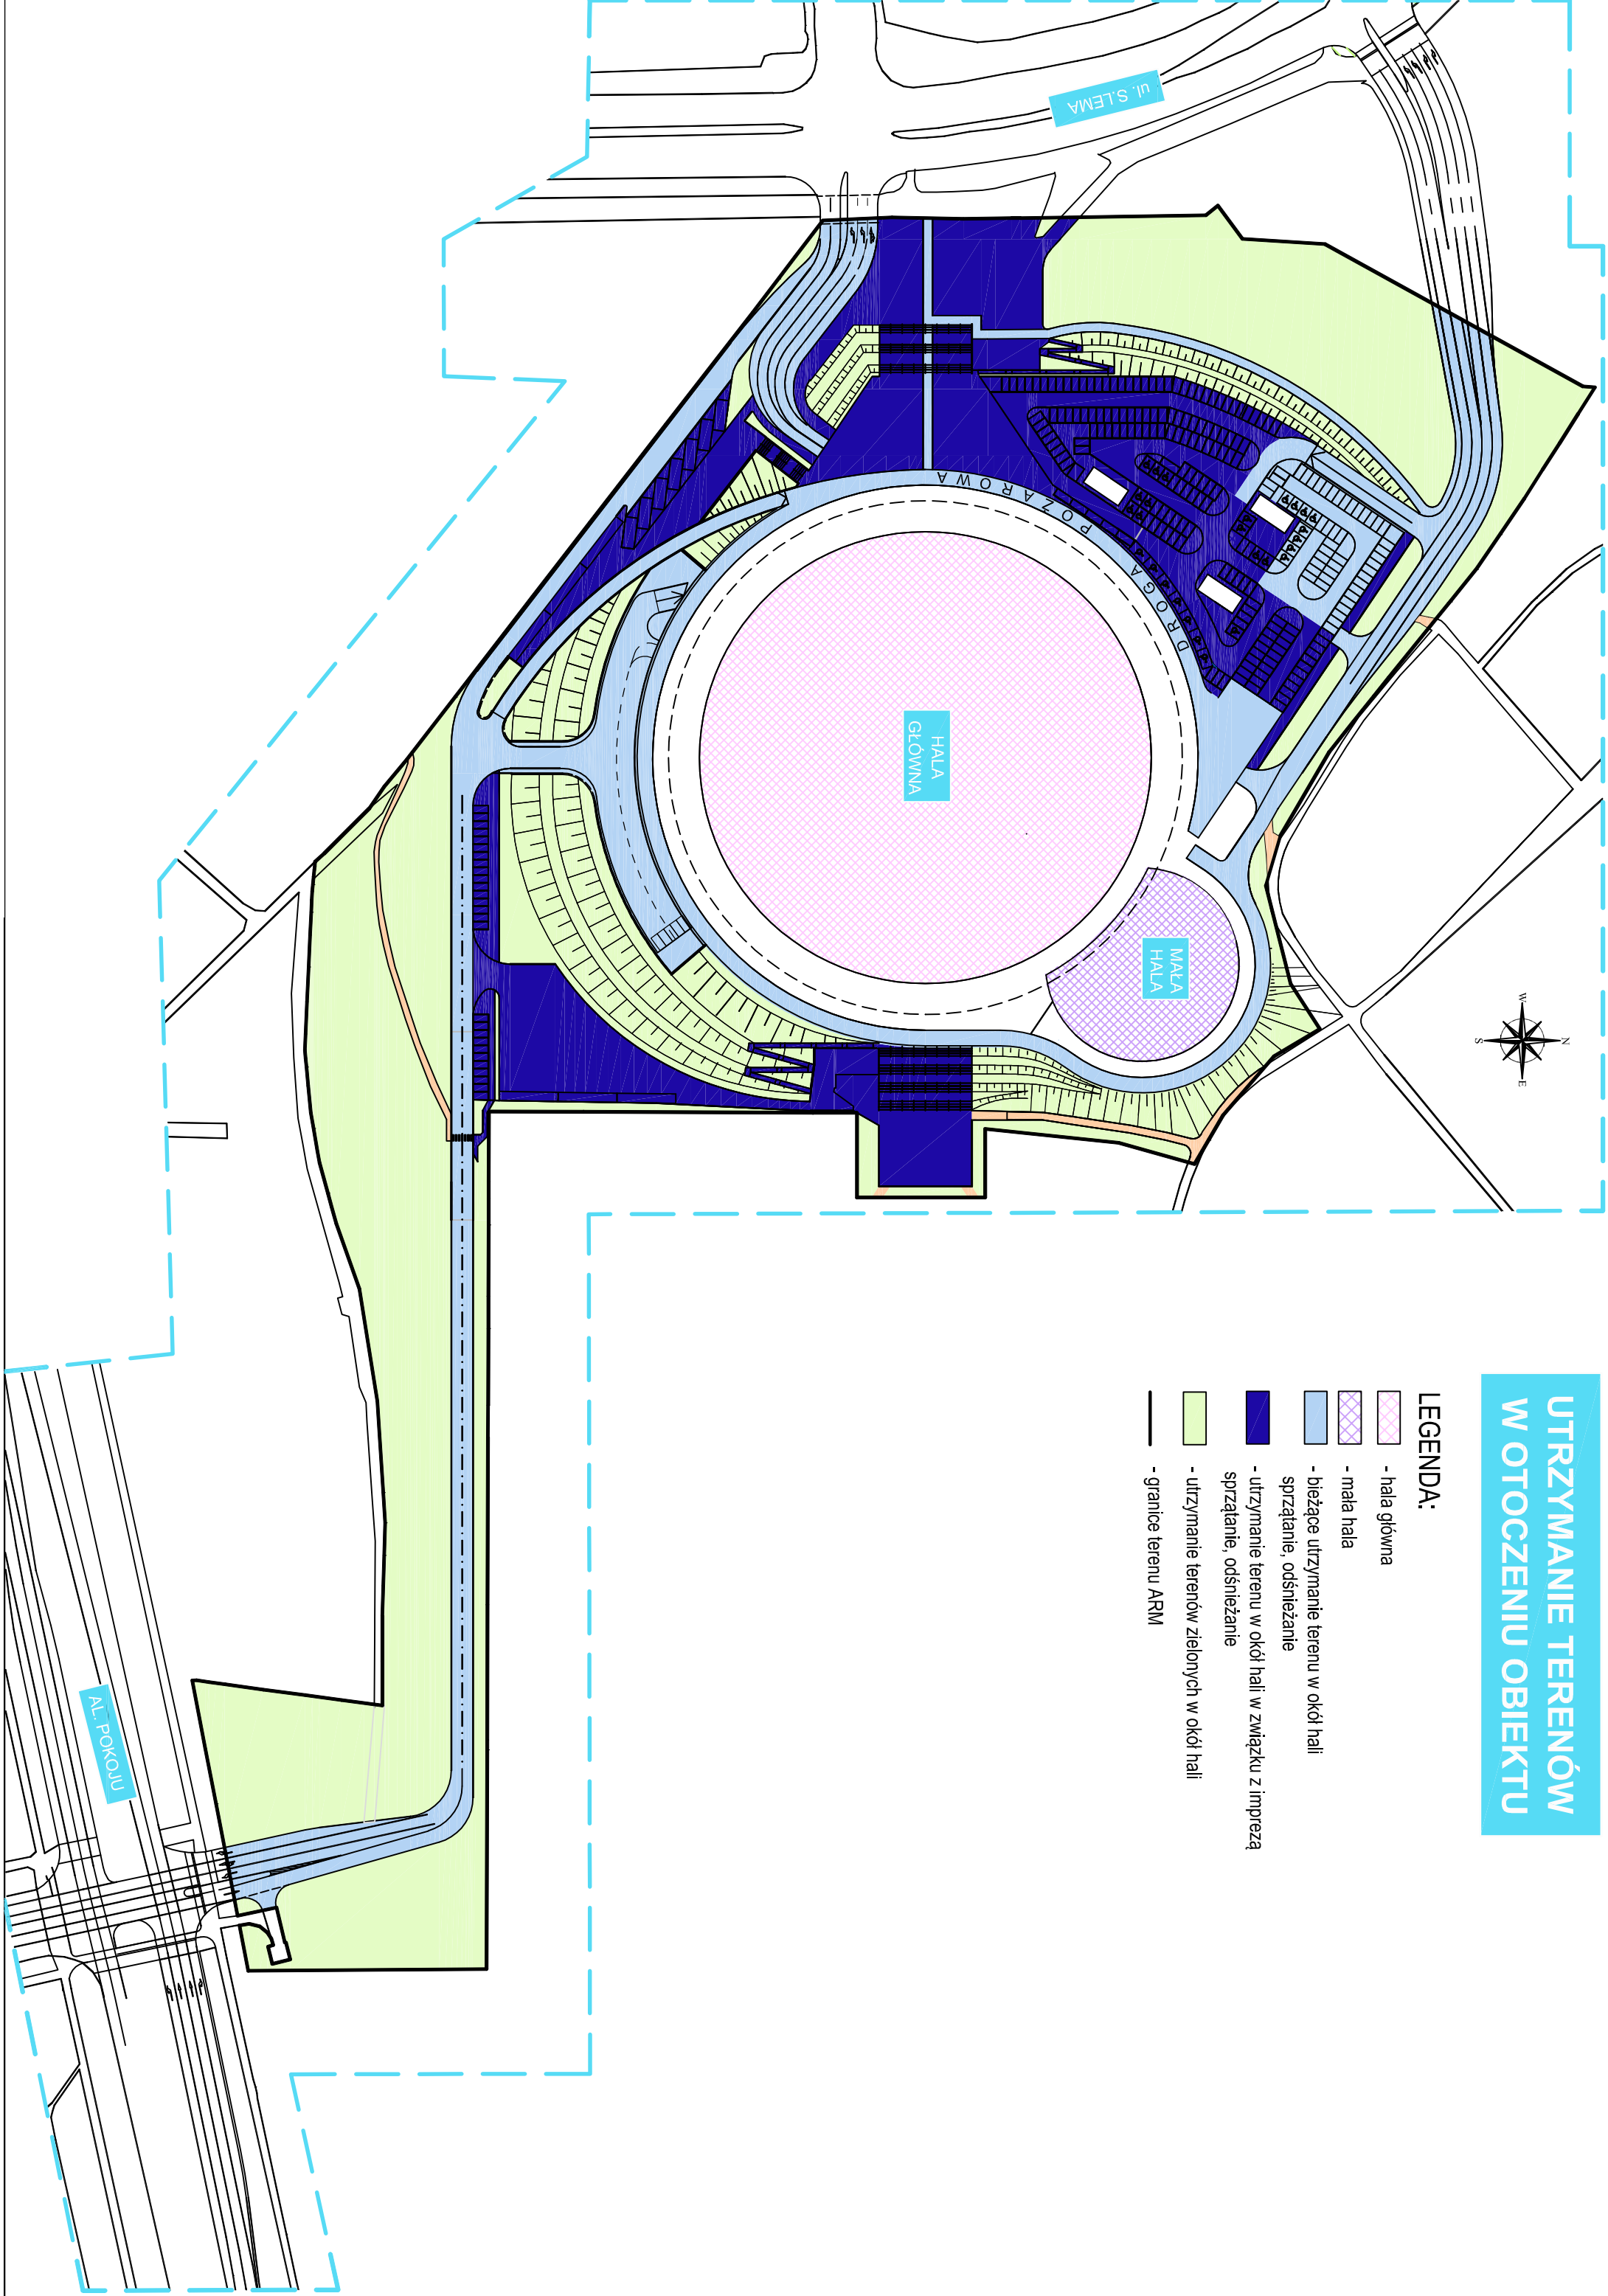 UTRZYMANIE TERENÓW
W OTOCZENIU OBIEKTU
LEGENDA:
- hala główna
- mała hala
- bieżące utrzymanie terenu w okół hali
sprzątanie, odśnieżanie
- utrzymanie terenu w okół hali w związku z imprezą
sprzątanie, odśnieżanie
- utrzymanie terenów zielonych w okół hali
- granice terenu ARM
N
W
E
S
ul. S.LEMA
DROGA POŻAROWA
HALA
GŁÓWNA
MAŁA
HALA
AL. POKOJU